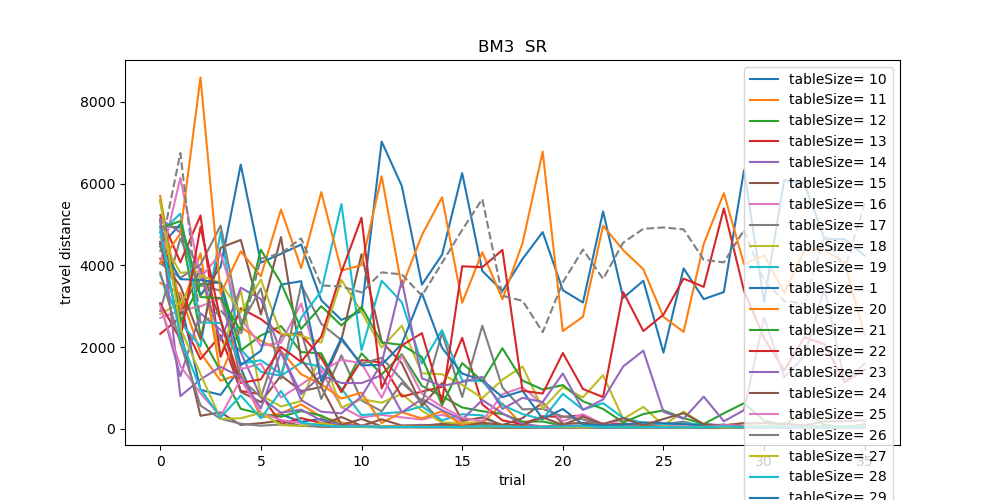 BM3  SR
travel distance
8000
6000
4000
2000
0
0
5
10
15
20
25
30
35
trial
tableSize= 10
tableSize= 11
tableSize= 12
tableSize= 13
tableSize= 14
tableSize= 15
tableSize= 16
tableSize= 17
tableSize= 18
tableSize= 19
tableSize= 1
tableSize= 20
tableSize= 21
tableSize= 22
tableSize= 23
tableSize= 24
tableSize= 25
tableSize= 26
tableSize= 27
tableSize= 28
tableSize= 29